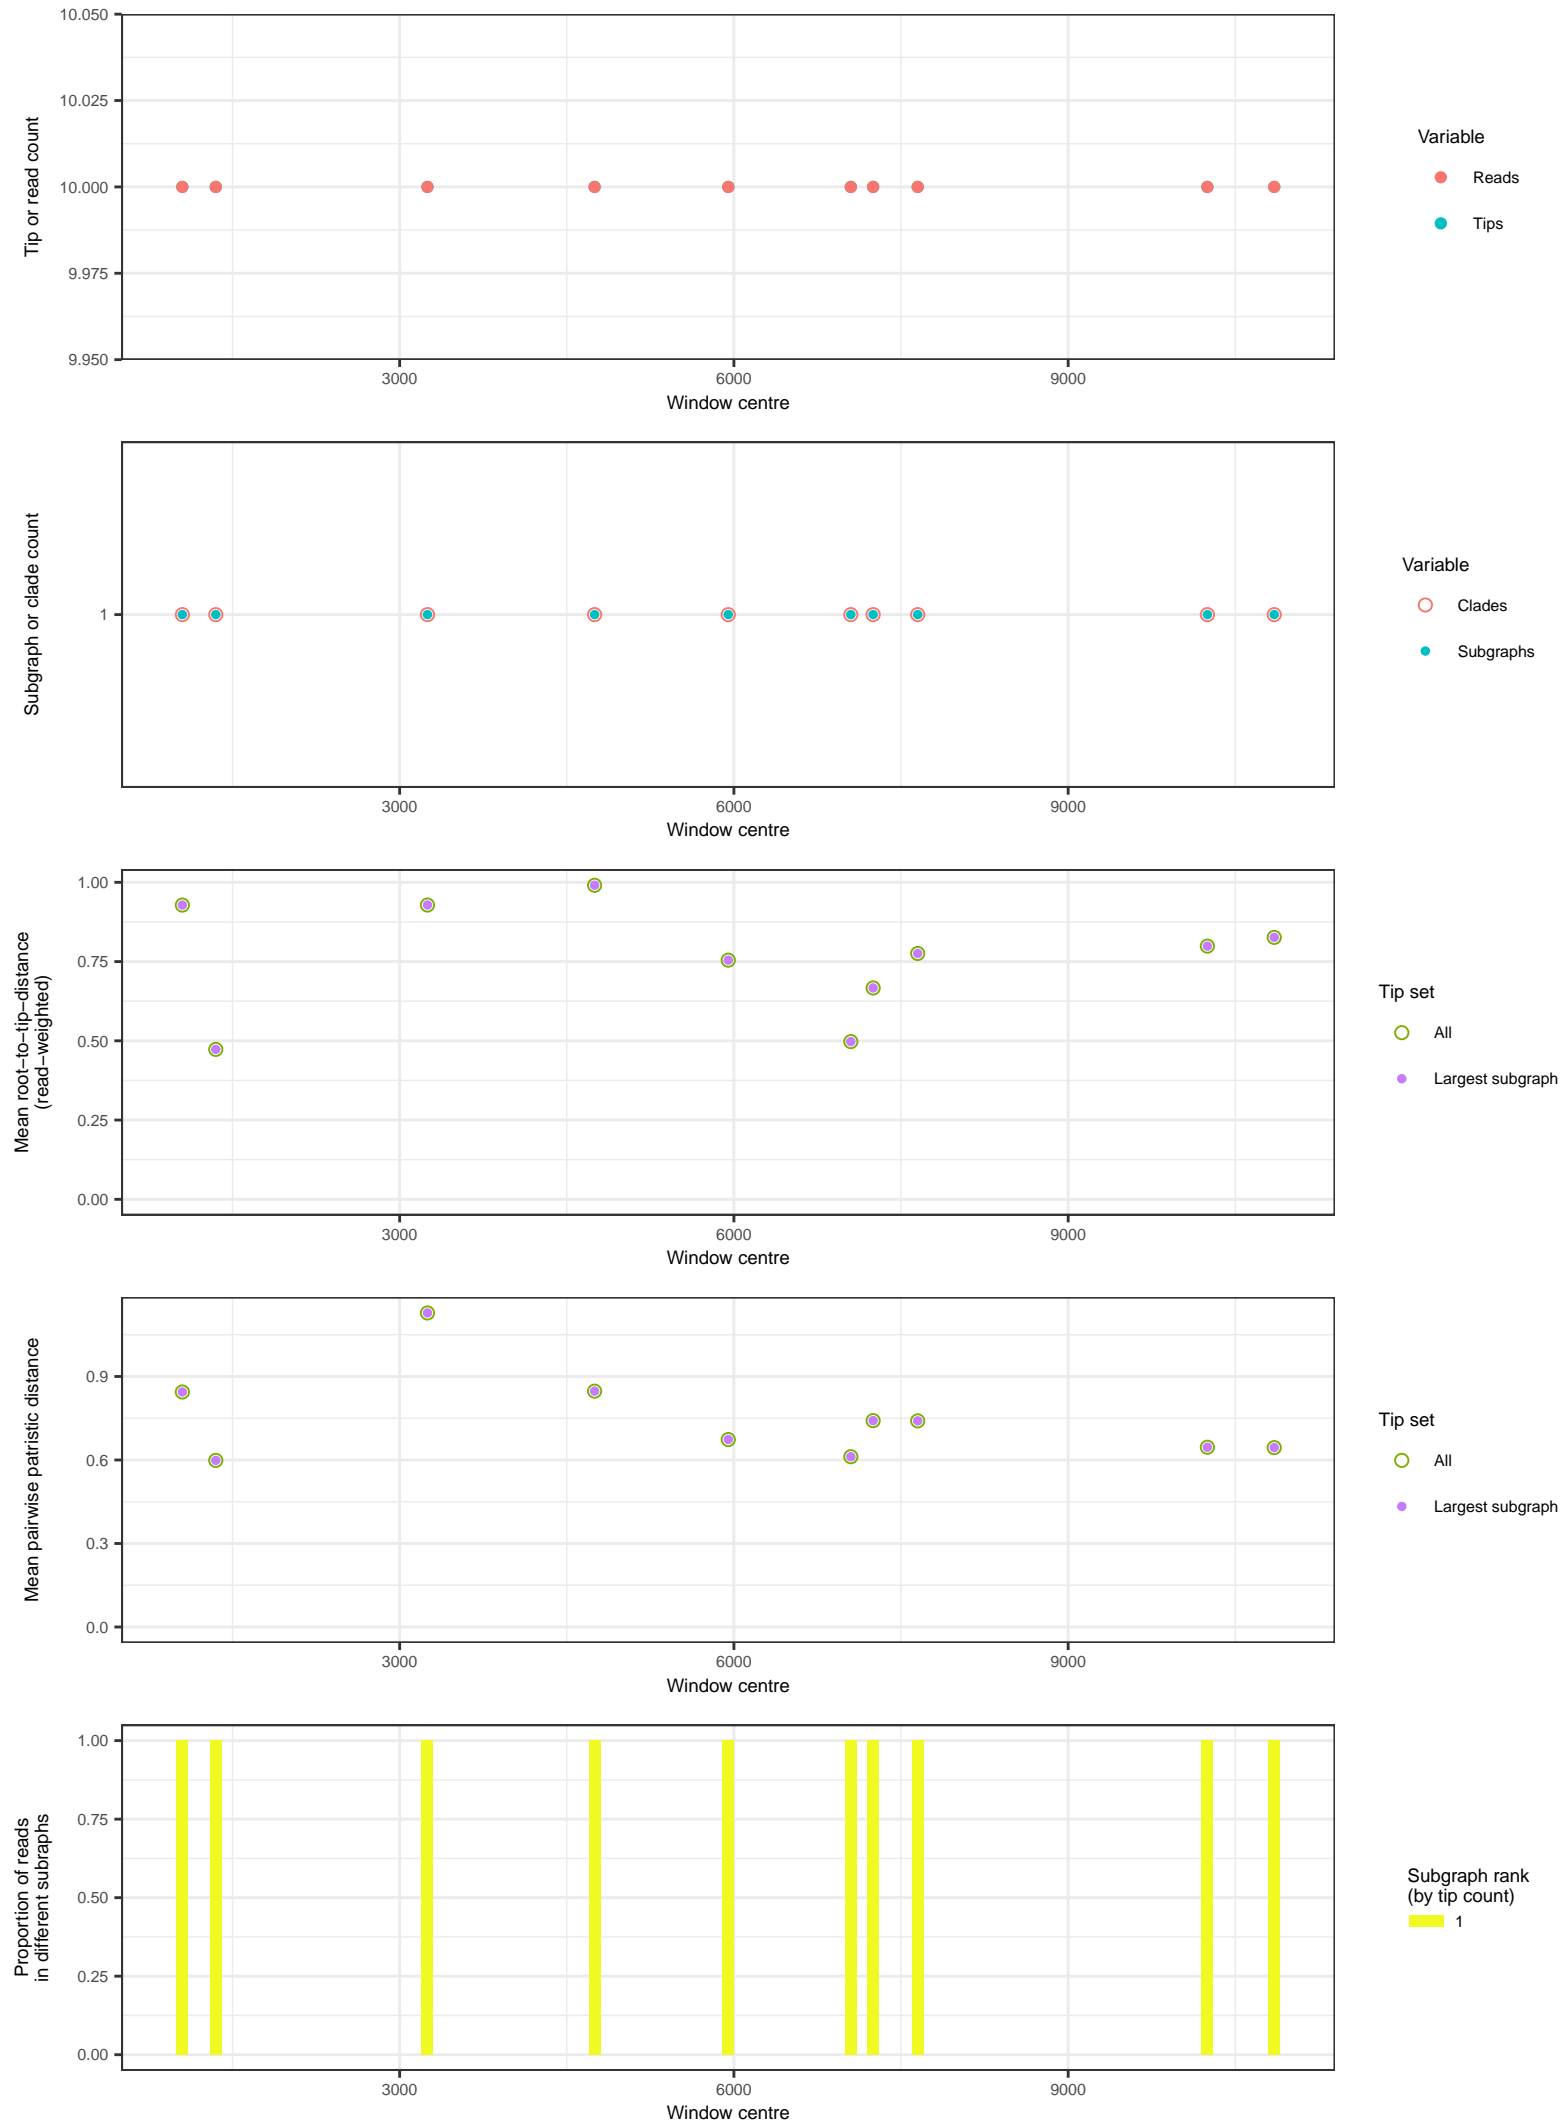 10.050
10.025
10.000
9.975
9.950
Tip or read count
3000 6000 9000
Window centre
Variable
Reads
Tips
1
Subgraph or clade count
3000 6000 9000
Window centre
Variable
Clades
Subgraphs
1.00
0.75
0.50
0.25
0.00
Mean root−to−tip−distance
(read−weighted)
3000 6000 9000
Window centre
Tip set
All
Largest subgraph
0.9
0.6
0.3
0.0
Mean pairwise patristic distance
3000 6000 9000
Window centre
Tip set
All
Largest subgraph
1.00
0.75
0.50
0.25
0.00
Proportion of reads
in different subraphs
3000 6000 9000
Window centre
Subgraph rank
(by tip count)
1